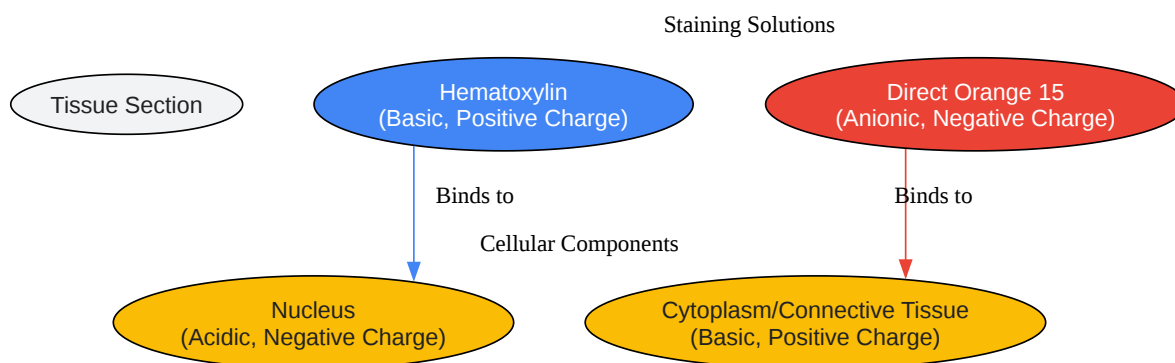 Staining Solutions
Tissue Section
Hematoxylin
(Basic, Positive Charge)
Direct Orange 15
(Anionic, Negative Charge)
Binds to
Binds to
Cellular Components
Nucleus
(Acidic, Negative Charge)
Cytoplasm/Connective Tissue
(Basic, Positive Charge)